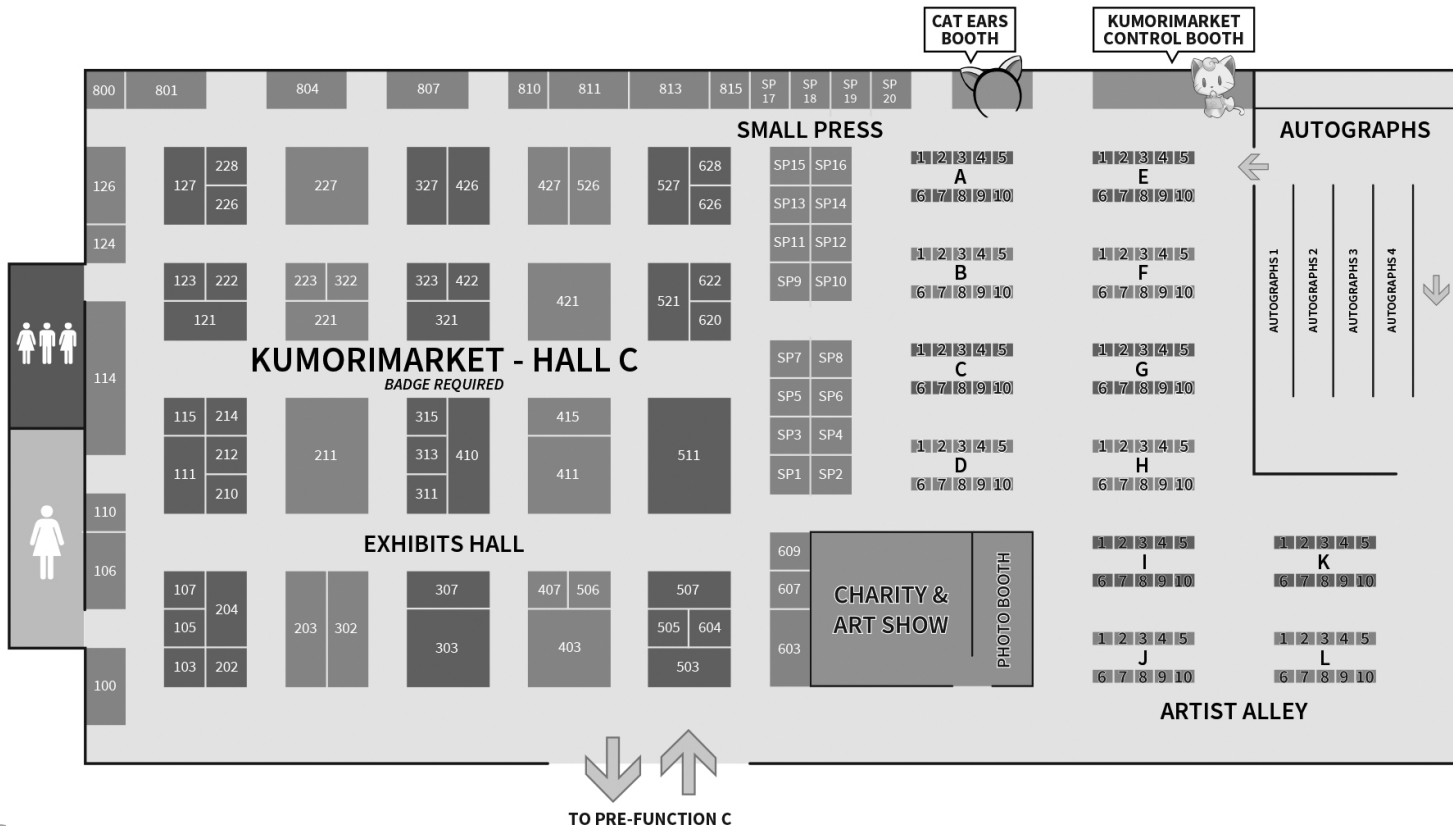 CAT EARS
BOOTH
KUMORIMARKET
CONTROL BOOTH
800 801 804 807 810 811 813 815 SP 17 SP 18 SP 19 SP 20
SMALL PRESS
AUTOGRAPHS
126 127 228 227 327 426 427 526 527 628 SP15 SP16
226 626 SP13 SP14
124 SP11 SP12
123 222 223 322 323 422 421 521 622 SP9 SP10
121 221 321 620
1 2 3 4 5
A
6 7 8 9 10
1 2 3 4 5
E
6 7 8 9 10
1 2 3 4 5
B
6 7 8 9 10
1 2 3 4 5
F
6 7 8 9 10
AUTOGRAPHS 1
AUTOGRAPHS 2
AUTOGRAPHS 3
AUTOGRAPHS 4
KUMORIMARKET - HALL C
BADGE REQUIRED
114
SP7 SP8
SP5 SP6
SP3 SP4
SP1 SP2
1 2 3 4 5
C
6 7 8 9 10
1 2 3 4 5
G
6 7 8 9 10
115 214 211 315 410 415 511
111 212 313 411
210 311
1 2 3 4 5
D
6 7 8 9 10
1 2 3 4 5
H
6 7 8 9 10
110
106
EXHIBITS HALL
107 204 203 302 307 407 506 507
105 303 403 505 604
103 202 503
100
609
607
603
CHARITY &
ART SHOW
PHOTO BOOTH
1 2 3 4 5
I
6 7 8 9 10
1 2 3 4 5
K
6 7 8 9 10
1 2 3 4 5
J
6 7 8 9 10
1 2 3 4 5
L
6 7 8 9 10
ARTIST ALLEY
TO PRE-FUNCTION C